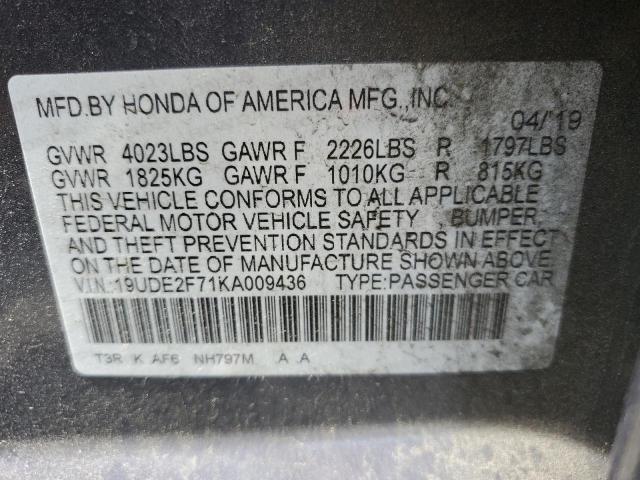 MFD.BY HONDA OF AMERICA MFG.,INC.
04/'19
GVWR 4023LBS GAWR F 2226LBS R 1797LBS
GVWR 1825KG GAWR F 1010KG R 815KG
THIS VEHICLE CONFORMS TO ALL APPLICABLE
FEDERAL MOTOR VEHICLE SAFETY , BUMPER
AND THEFT PREVENTION STANDARDS IN EFFECT
ON THE DATE OF MANUFACTURE SHOWN ABOVE
V.I.N.:19UDE2F71KA009436 TYPE:PASSENGER CAR
T3R K AF6 NH797M A .A